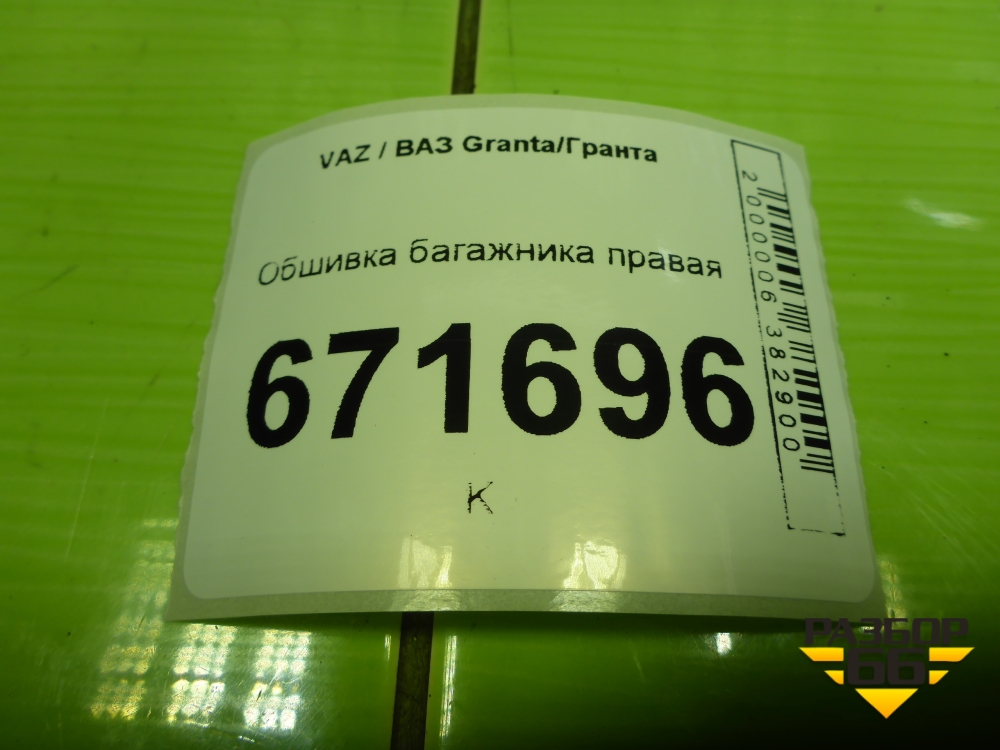 VAZ / ВАЗ Granta/Гранта
Обшивка багажника правая
671696
К
2000006382900
РАЗБОР
66